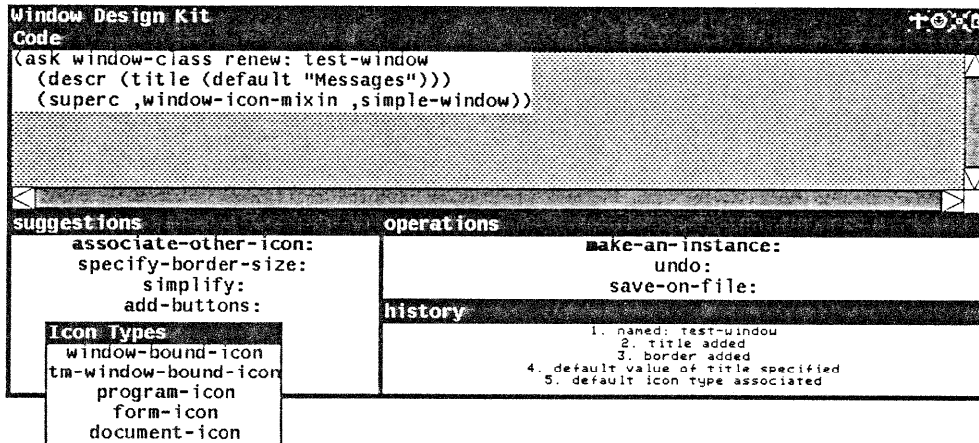 Window Design Kit
Code
(ask window-class renew: test-window
(descr (title (default "Messages")))
(superc ,window-icon-mixin ,simple-window))
suggestions
associate-other-icon:
specify-border-size:
simplify:
add-buttons:
Icon Types
window-bound-icon
tm-window-bound-icon
program-icon
form-icon
document-icon
operations
make-an-instance:
undo:
save-on-file:
history
1. named: test-window
2. title added
3. border added
4. default value of title specified
5. default icon type associated